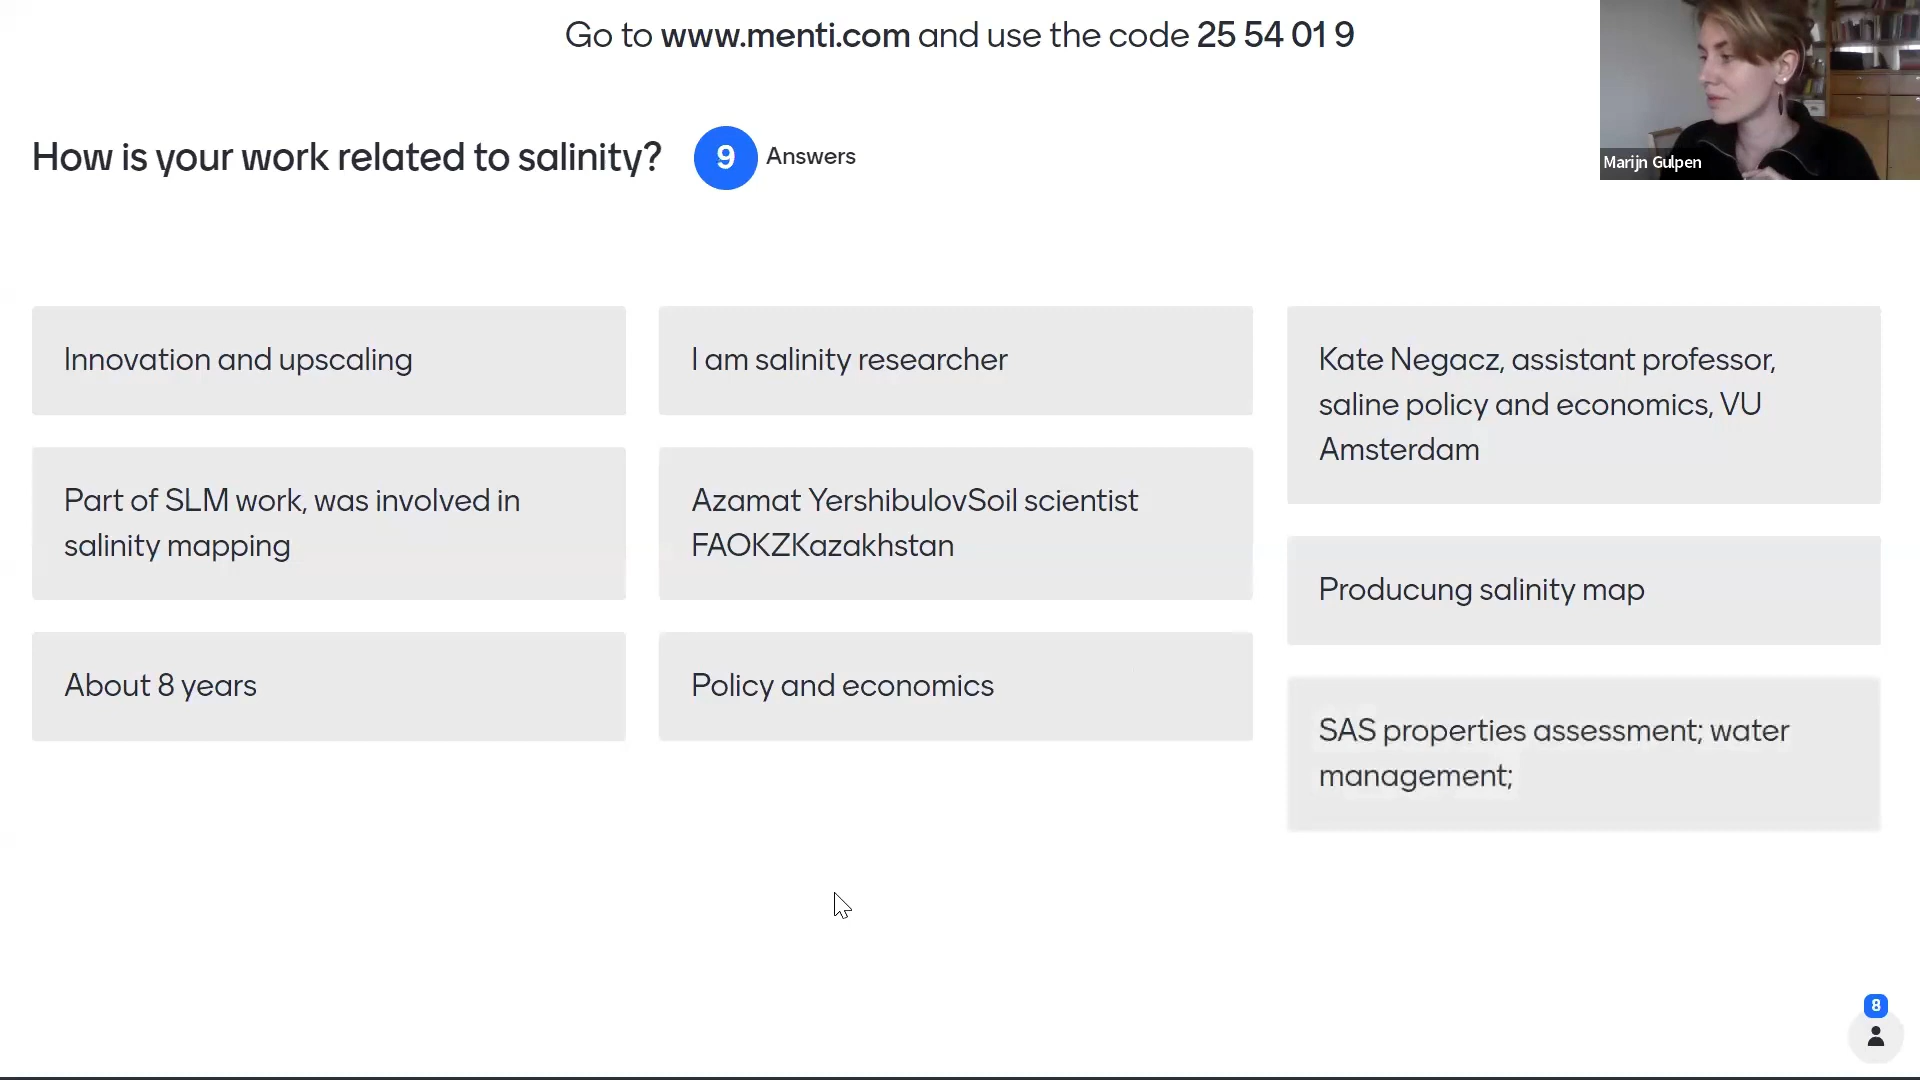 Go to www.menti.com and use the code 25 54 01 9
Marijn Gulpen
How is your work related to salinity?
9 Answers
Innovation and upscaling
Part of SLM work, was involved in
salinity mapping
About 8 years
I am salinity researcher
Azamat YershibulovSoil scientist
FAOKZKazakhstan
Policy and economics
Kate Negacz, assistant professor,
saline policy and economics, VU
Amsterdam
Producung salinity map
SAS properties assessment; water
management;
8